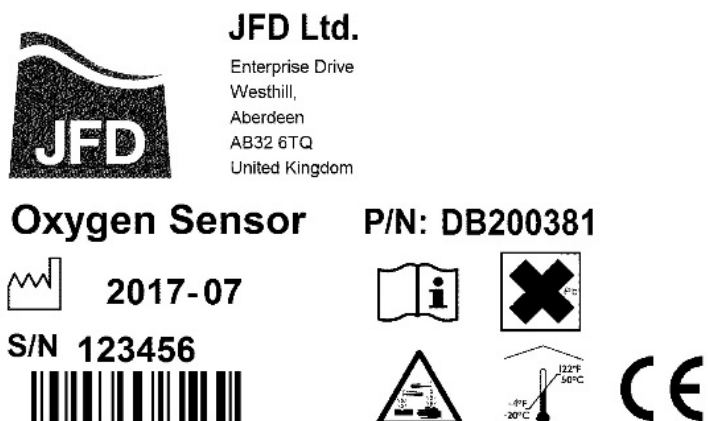 JFD
JFD Ltd.
Enterprise Drive
Westhill,
Aberdeen
AB32 6TQ
United Kingdom
Oxygen Sensor P/N: DB200381
2017-07
S/N 123456
122°F
50°C
-4°F
-20°C
CE